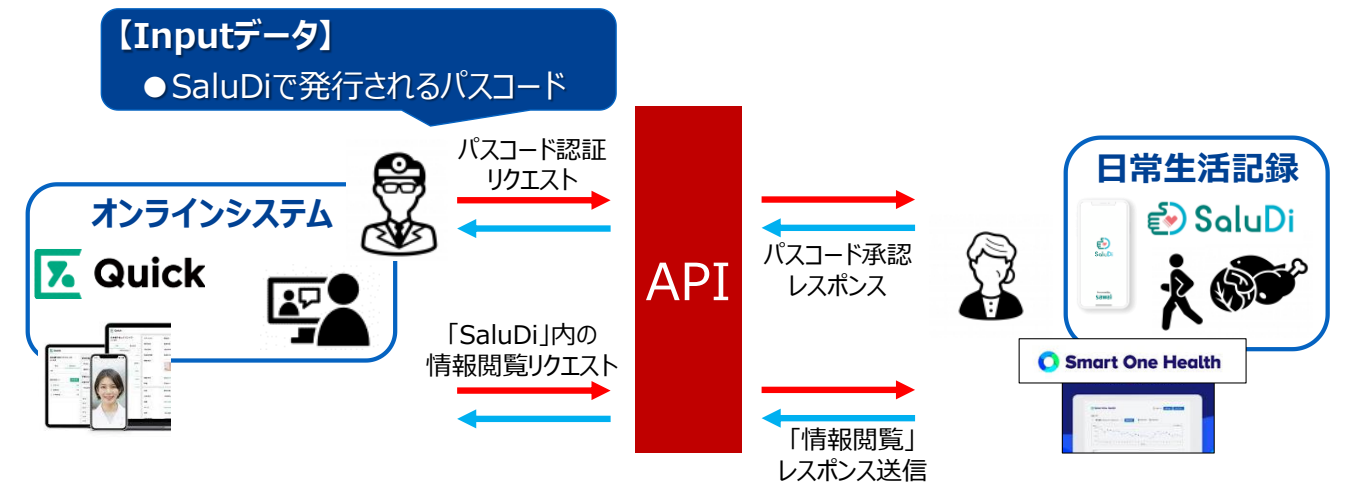 【Inputデータ】
●SaluDiで発行されるパスコード
パスコード認証
リクエスト
オンラインシステム
Quick
「SaluDi」内の
情報閲覧リクエスト
API
パスコード承認
レスポンス
「情報閲覧」
レスポンス送信
日常生活記録
SaluDi
SaluDi
sawai
Smart One Health